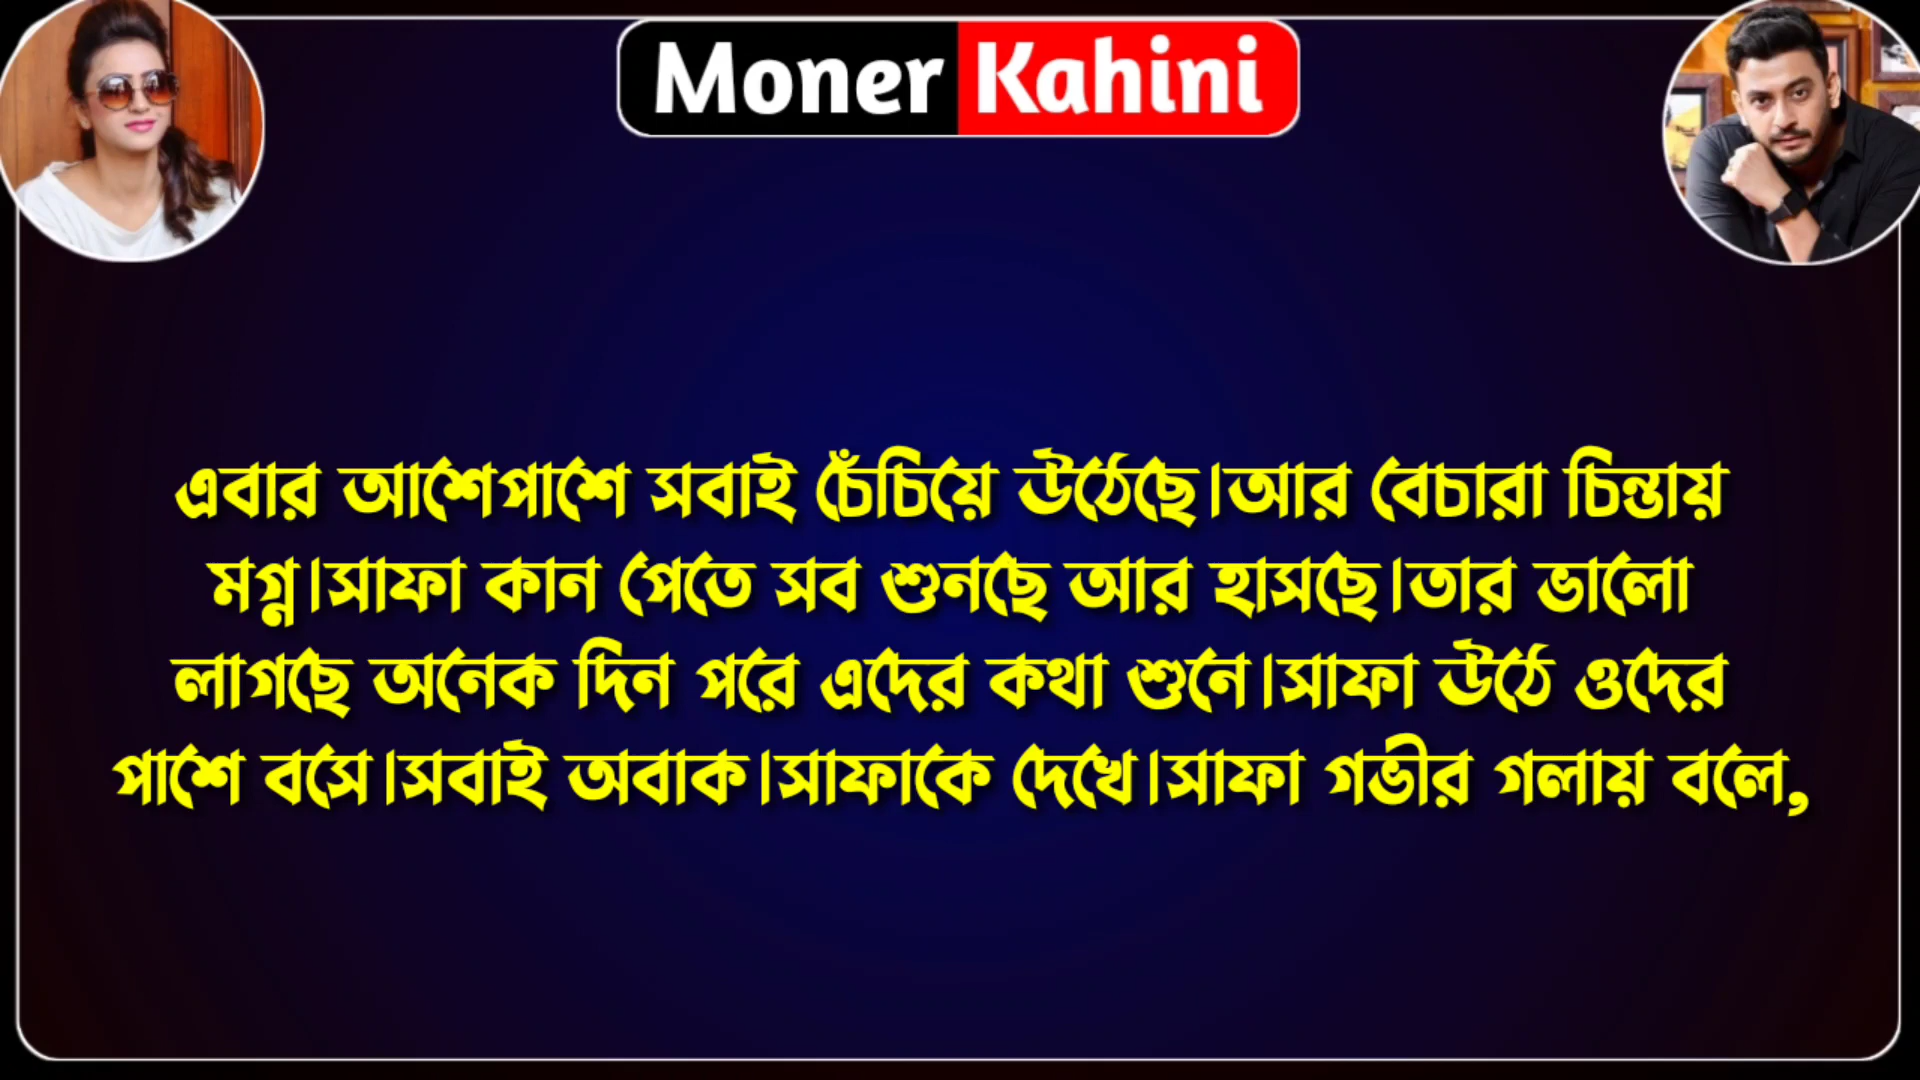 Moner Kahini
এবার আশেপাশে সবাই চেঁচিয়ে উঠেছে।আর বেচারা চিন্তায়
মগ্ন।সাফা কান পেতে সব শুনছে আর হাসছে।তার ভালো
লাগছে অনেক দিন পরে এদের কথা শুনে।সাফা উঠে ওদের
পাশে বসে।সবাই অবাক।সাফাকে দেখে।সাফা গভীর গলায় বলে,